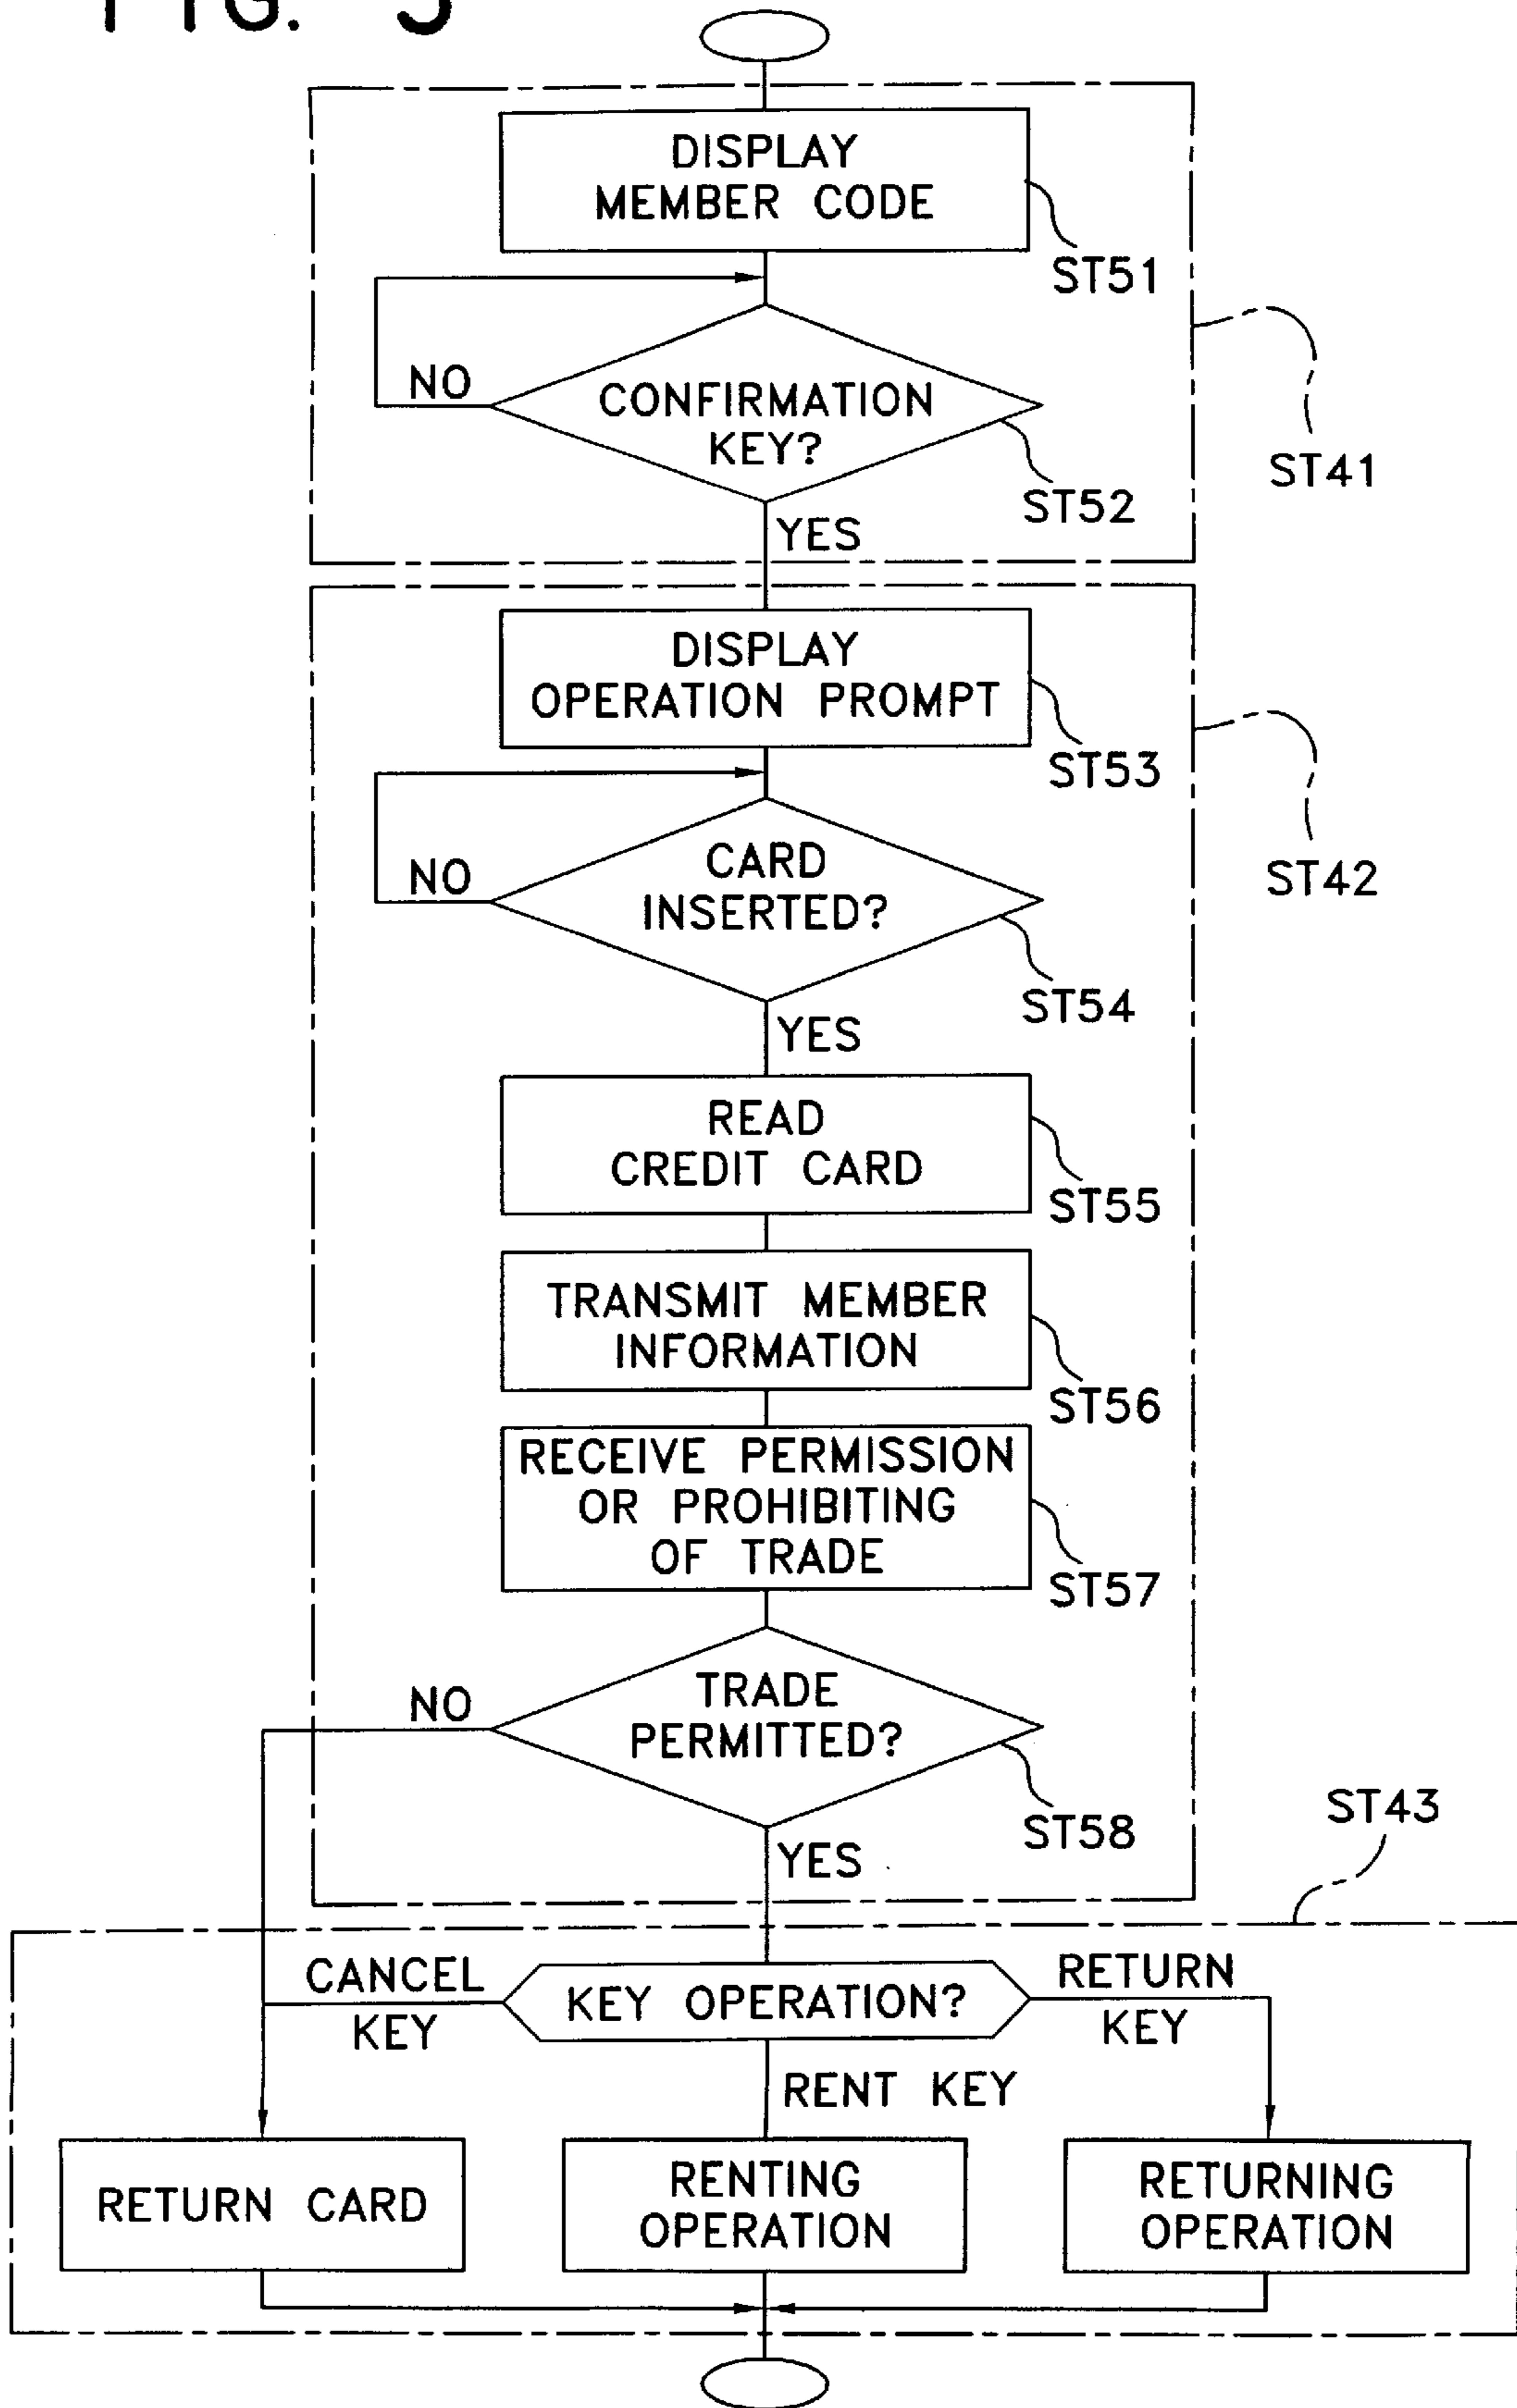 FIG. 5
DISPLAY
MEMBER CODE
ST51
NO
CONFIRMATION
KEY?
ST52
ST41
YES
DISPLAY
OPERATION PROMPT
ST53
NO
CARD
INSERTED?
ST54
ST42
YES
READ
CREDIT CARD
ST55
TRANSMIT MEMBER
INFORMATION
ST56
RECEIVE PERMISSION
OR PROHIBITING
OF TRADE
ST57
NO
TRADE
PERMITTED?
ST58
YES
ST43
CANCEL
KEY
KEY OPERATION?
RETURN
KEY
RENT KEY
RETURN CARD
RENTING
OPERATION
RETURNING
OPERATION